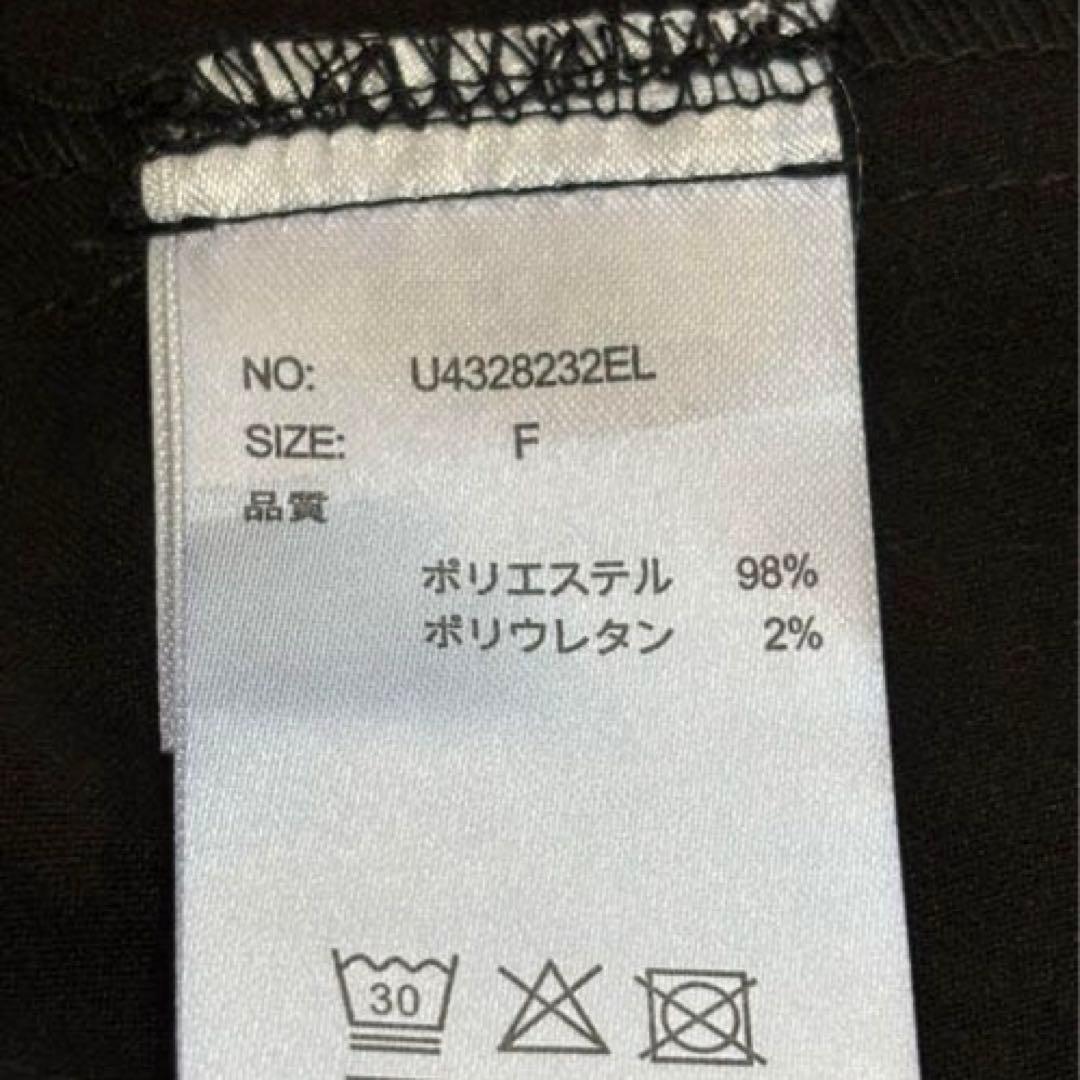 NO: U4328232EL
SIZE: F
品質
ポリエステル 98%
ポリウレタン 2%
30